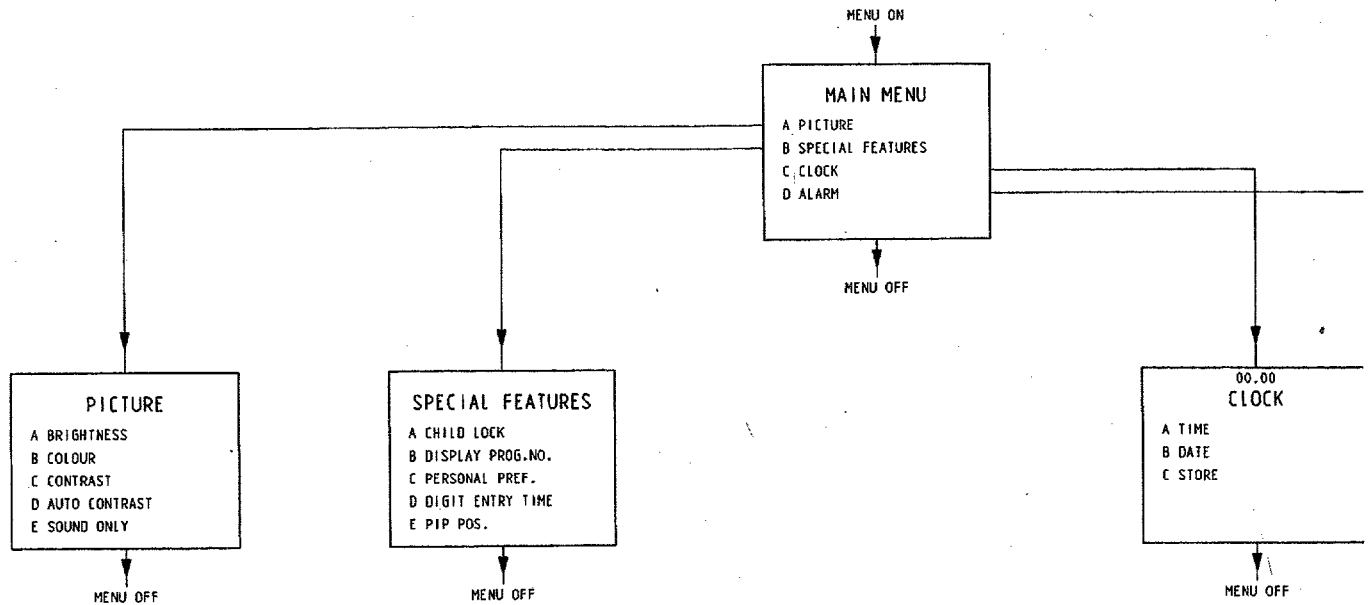 MENU ON
MAIN MENU
A PICTURE
B SPECIAL FEATURES
C CLOCK
D ALARM
MENU OFF
PICTURE
A BRIGHTNESS
B COLOUR
C CONTRAST
D AUTO CONTRAST
E SOUND ONLY
MENU OFF
SPECIAL FEATURES
A CHILD LOCK
B DISPLAY PROG.NO.
C PERSONAL PREF.
D DIGIT ENTRY TIME
E PIP POS.
MENU OFF
00.00
CLOCK
A TIME
B DATE
C STORE
MENU OFF